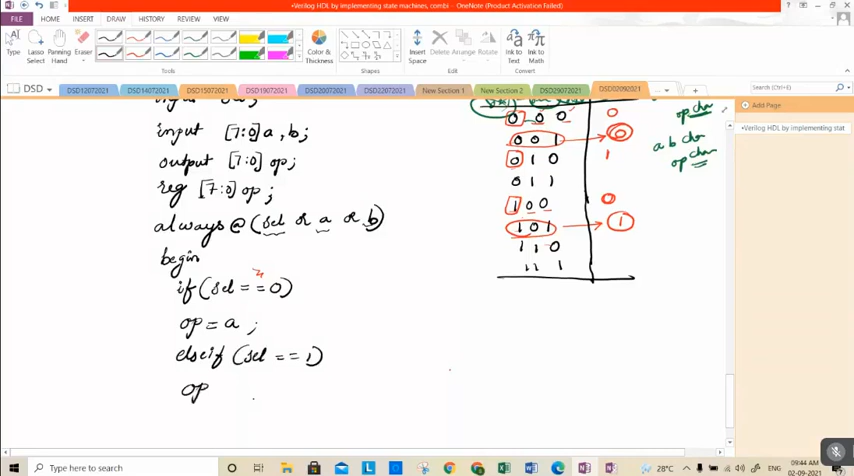 •Verilog HDL by implementing state machines, combi... - OneNote (Product Activation Failed)
FILE HOME INSERT DRAW HISTORY REVIEW VIEW
Type Lasso Select Panning Hand Eraser
Insert Space Delete Arrange Rotate
Ink to Text Ink to Math
Tools Shapes Edit Convert
DSD DSD12072021 DSD14072021 DSD15072021 DSD19072021 DSD20072021 DSD22072021 New Section 1 New Section 2 DSD29072021 DSD02092021
Search (Ctrl+E)
Add Page
•Verilog HDL by implementing stat
input [7:0] a, b;
output [7:0] op;
reg [7:0] op;
always @ (sel or a or b)
begin
if (sel == 0)
op = a ;
elseif (sel == 1)
op
0 0 0 0
0 0 1 0
0 1 0 1
0 1 1
1 0 0 0
1 0 1 1
1 1 0
1 1 1
op
a b
op
Type here to search
28°C
09:44 AM
02-09-2021